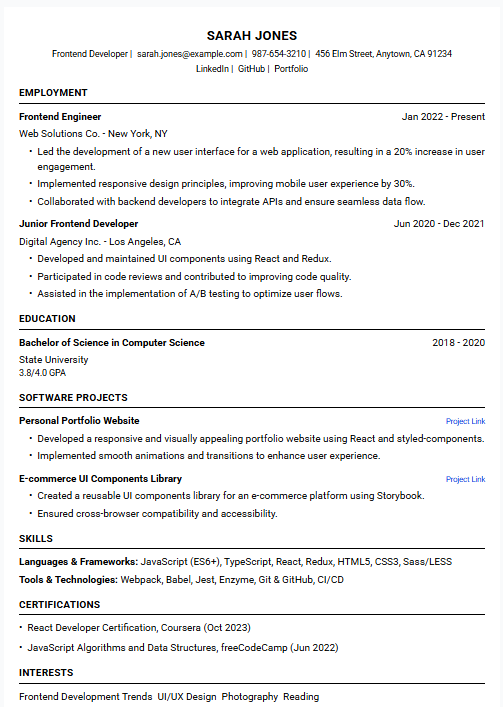 SARAH JONES
Frontend Developer | sarah.jones@example.com | 987-654-3210 | 456 Elm Street, Anytown, CA 91234
LinkedIn | GitHub | Portfolio
EMPLOYMENT
Frontend Engineer Jan 2022 - Present
Web Solutions Co. - New York, NY
• Led the development of a new user interface for a web application, resulting in a 20% increase in user
engagement.
• Implemented responsive design principles, improving mobile user experience by 30%.
• Collaborated with backend developers to integrate APIs and ensure seamless data flow.
Junior Frontend Developer Jun 2020 - Dec 2021
Digital Agency Inc. - Los Angeles, CA
• Developed and maintained UI components using React and Redux.
• Participated in code reviews and contributed to improving code quality.
• Assisted in the implementation of A/B testing to optimize user flows.
EDUCATION
Bachelor of Science in Computer Science 2018 - 2020
State University
3.8/4.0 GPA
SOFTWARE PROJECTS
Personal Portfolio Website Project Link
• Developed a responsive and visually appealing portfolio website using React and styled-components.
• Implemented smooth animations and transitions to enhance user experience.
E-commerce UI Components Library Project Link
• Created a reusable UI components library for an e-commerce platform using Storybook.
• Ensured cross-browser compatibility and accessibility.
SKILLS
Languages & Frameworks: JavaScript (ES6+), TypeScript, React, Redux, HTML5, CSS3, Sass/LESS
Tools & Technologies: Webpack, Babel, Jest, Enzyme, Git & GitHub, CI/CD
CERTIFICATIONS
• React Developer Certification, Coursera (Oct 2023)
• JavaScript Algorithms and Data Structures, freeCodeCamp (Jun 2022)
INTERESTS
Frontend Development Trends UI/UX Design Photography Reading